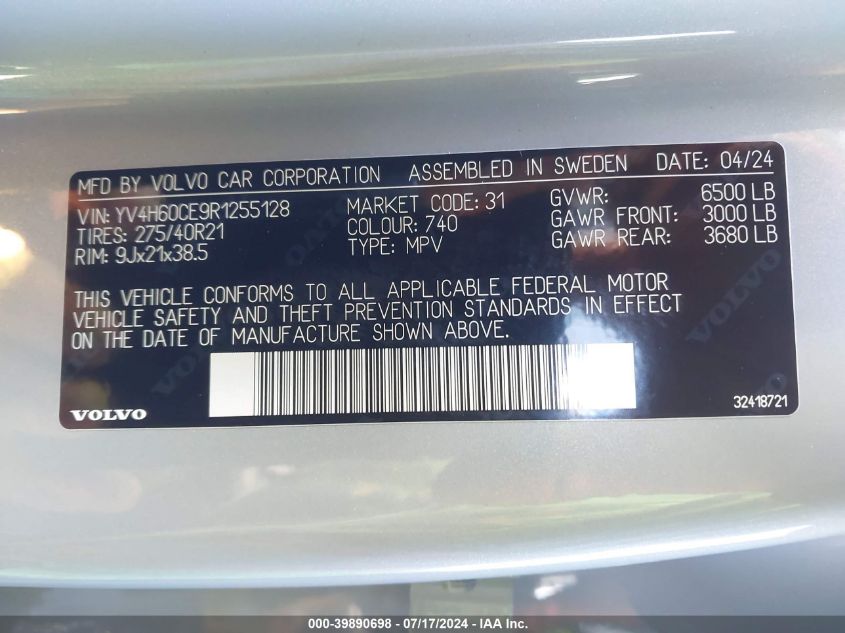 MFD BY VOLVO CAR CORPORATION ASSEMBLED IN SWEDEN DATE: 04/24
VIN: YV4H60CE9R1255128 MARKET CODE: 31 GVWR: 6500 LB
TIRES: 275/40R21 COLOUR: 740 GAWR FRONT: 3000 LB
RIM: 9Jx21x38.5 TYPE: MPV GAWR REAR: 3680 LB
THIS VEHICLE CONFORMS TO ALL APPLICABLE FEDERAL MOTOR
VEHICLE SAFETY AND THEFT PREVENTION STANDARDS IN EFFECT
ON THE DATE OF MANUFACTURE SHOWN ABOVE.
VOLVO
VOLVO 32418721
000-39890698 - 07/17/2024 - IAAI.COM